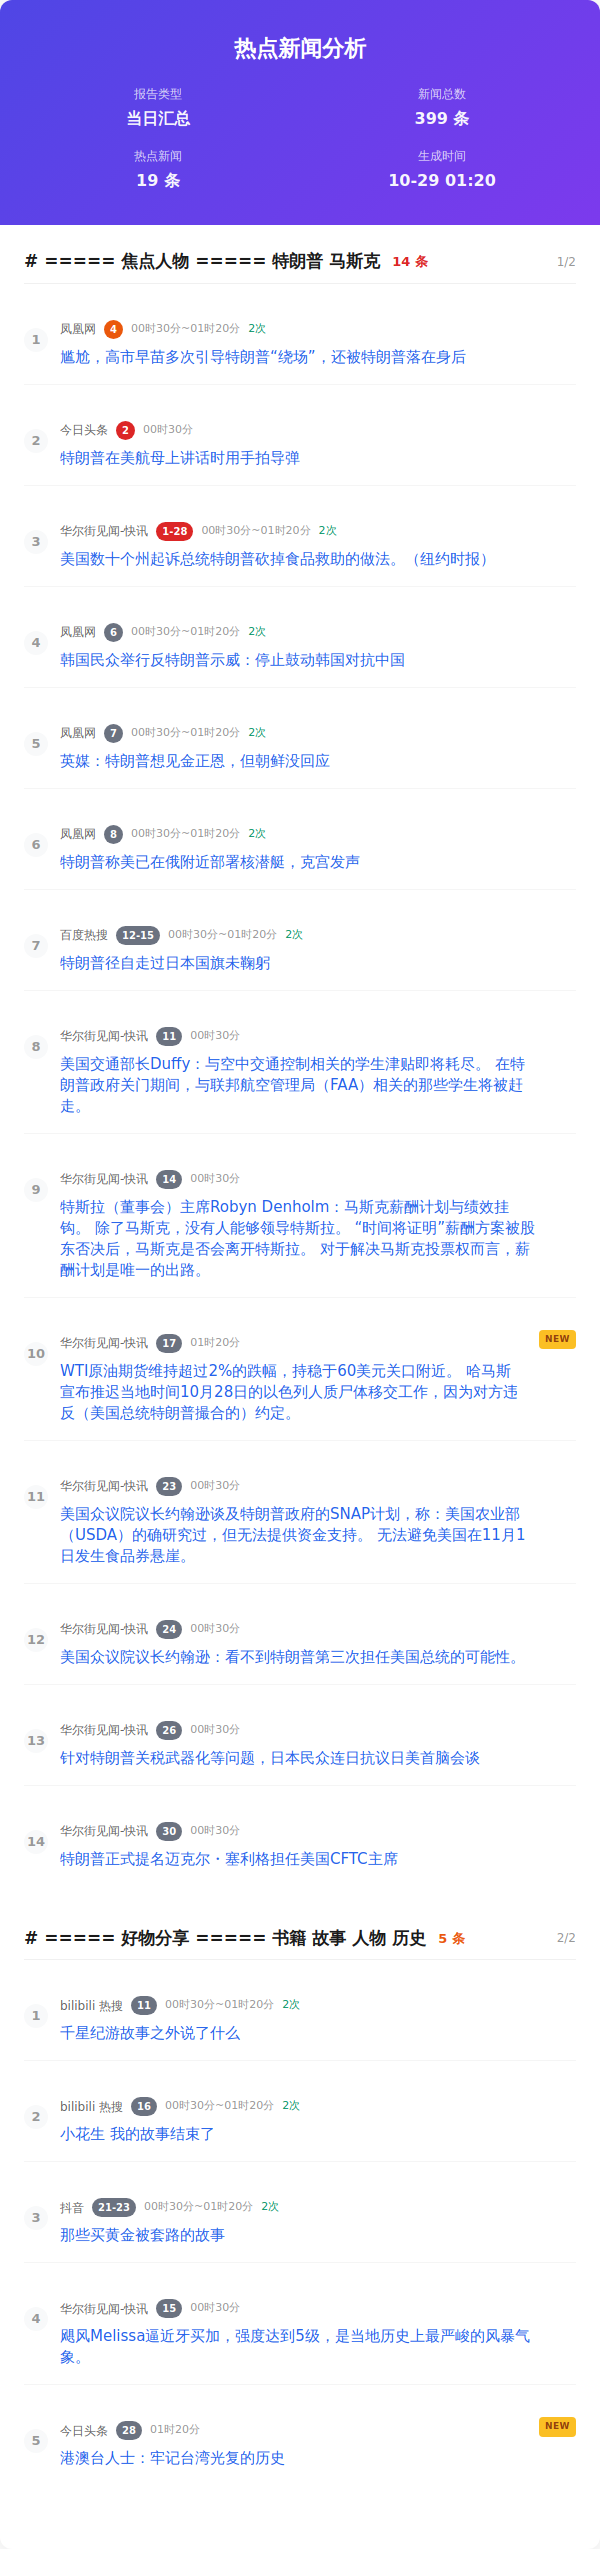 热点新闻分析
报告类型
当日汇总
新闻总数
399 条
热点新闻
19 条
生成时间
10-29 01:20
# ===== 焦点人物 ===== 特朗普 马斯克 14 条 1/2
1
凤凰网 4 00时30分~01时20分 2次
尴尬，高市早苗多次引导特朗普“绕场”，还被特朗普落在身后
2
今日头条 2 00时30分
特朗普在美航母上讲话时用手拍导弹
3
华尔街见闻-快讯 1-28 00时30分~01时20分 2次
美国数十个州起诉总统特朗普砍掉食品救助的做法。（纽约时报）
4
凤凰网 6 00时30分~01时20分 2次
韩国民众举行反特朗普示威：停止鼓动韩国对抗中国
5
凤凰网 7 00时30分~01时20分 2次
英媒：特朗普想见金正恩，但朝鲜没回应
6
凤凰网 8 00时30分~01时20分 2次
特朗普称美已在俄附近部署核潜艇，克宫发声
7
百度热搜 12-15 00时30分~01时20分 2次
特朗普径自走过日本国旗未鞠躬
8
华尔街见闻-快讯 11 00时30分
美国交通部长Duffy：与空中交通控制相关的学生津贴即将耗尽。 在特
朗普政府关门期间，与联邦航空管理局（FAA）相关的那些学生将被赶
走。
9
华尔街见闻-快讯 14 00时30分
特斯拉（董事会）主席Robyn Denholm：马斯克薪酬计划与绩效挂
钩。 除了马斯克，没有人能够领导特斯拉。 “时间将证明”薪酬方案被股
东否决后，马斯克是否会离开特斯拉。 对于解决马斯克投票权而言，薪
酬计划是唯一的出路。
10
华尔街见闻-快讯 17 01时20分 NEW
WTI原油期货维持超过2%的跌幅，持稳于60美元关口附近。 哈马斯
宣布推迟当地时间10月28日的以色列人质尸体移交工作，因为对方违
反（美国总统特朗普撮合的）约定。
11
华尔街见闻-快讯 23 00时30分
美国众议院议长约翰逊谈及特朗普政府的SNAP计划，称：美国农业部
（USDA）的确研究过，但无法提供资金支持。 无法避免美国在11月1
日发生食品券悬崖。
12
华尔街见闻-快讯 24 00时30分
美国众议院议长约翰逊：看不到特朗普第三次担任美国总统的可能性。
13
华尔街见闻-快讯 26 00时30分
针对特朗普关税武器化等问题，日本民众连日抗议日美首脑会谈
14
华尔街见闻-快讯 30 00时30分
特朗普正式提名迈克尔・塞利格担任美国CFTC主席
# ===== 好物分享 ===== 书籍 故事 人物 历史 5 条 2/2
1
bilibili 热搜 11 00时30分~01时20分 2次
千星纪游故事之外说了什么
2
bilibili 热搜 16 00时30分~01时20分 2次
小花生 我的故事结束了
3
抖音 21-23 00时30分~01时20分 2次
那些买黄金被套路的故事
4
华尔街见闻-快讯 15 00时30分
飓风Melissa逼近牙买加，强度达到5级，是当地历史上最严峻的风暴气
象。
5
今日头条 28 01时20分 NEW
港澳台人士：牢记台湾光复的历史